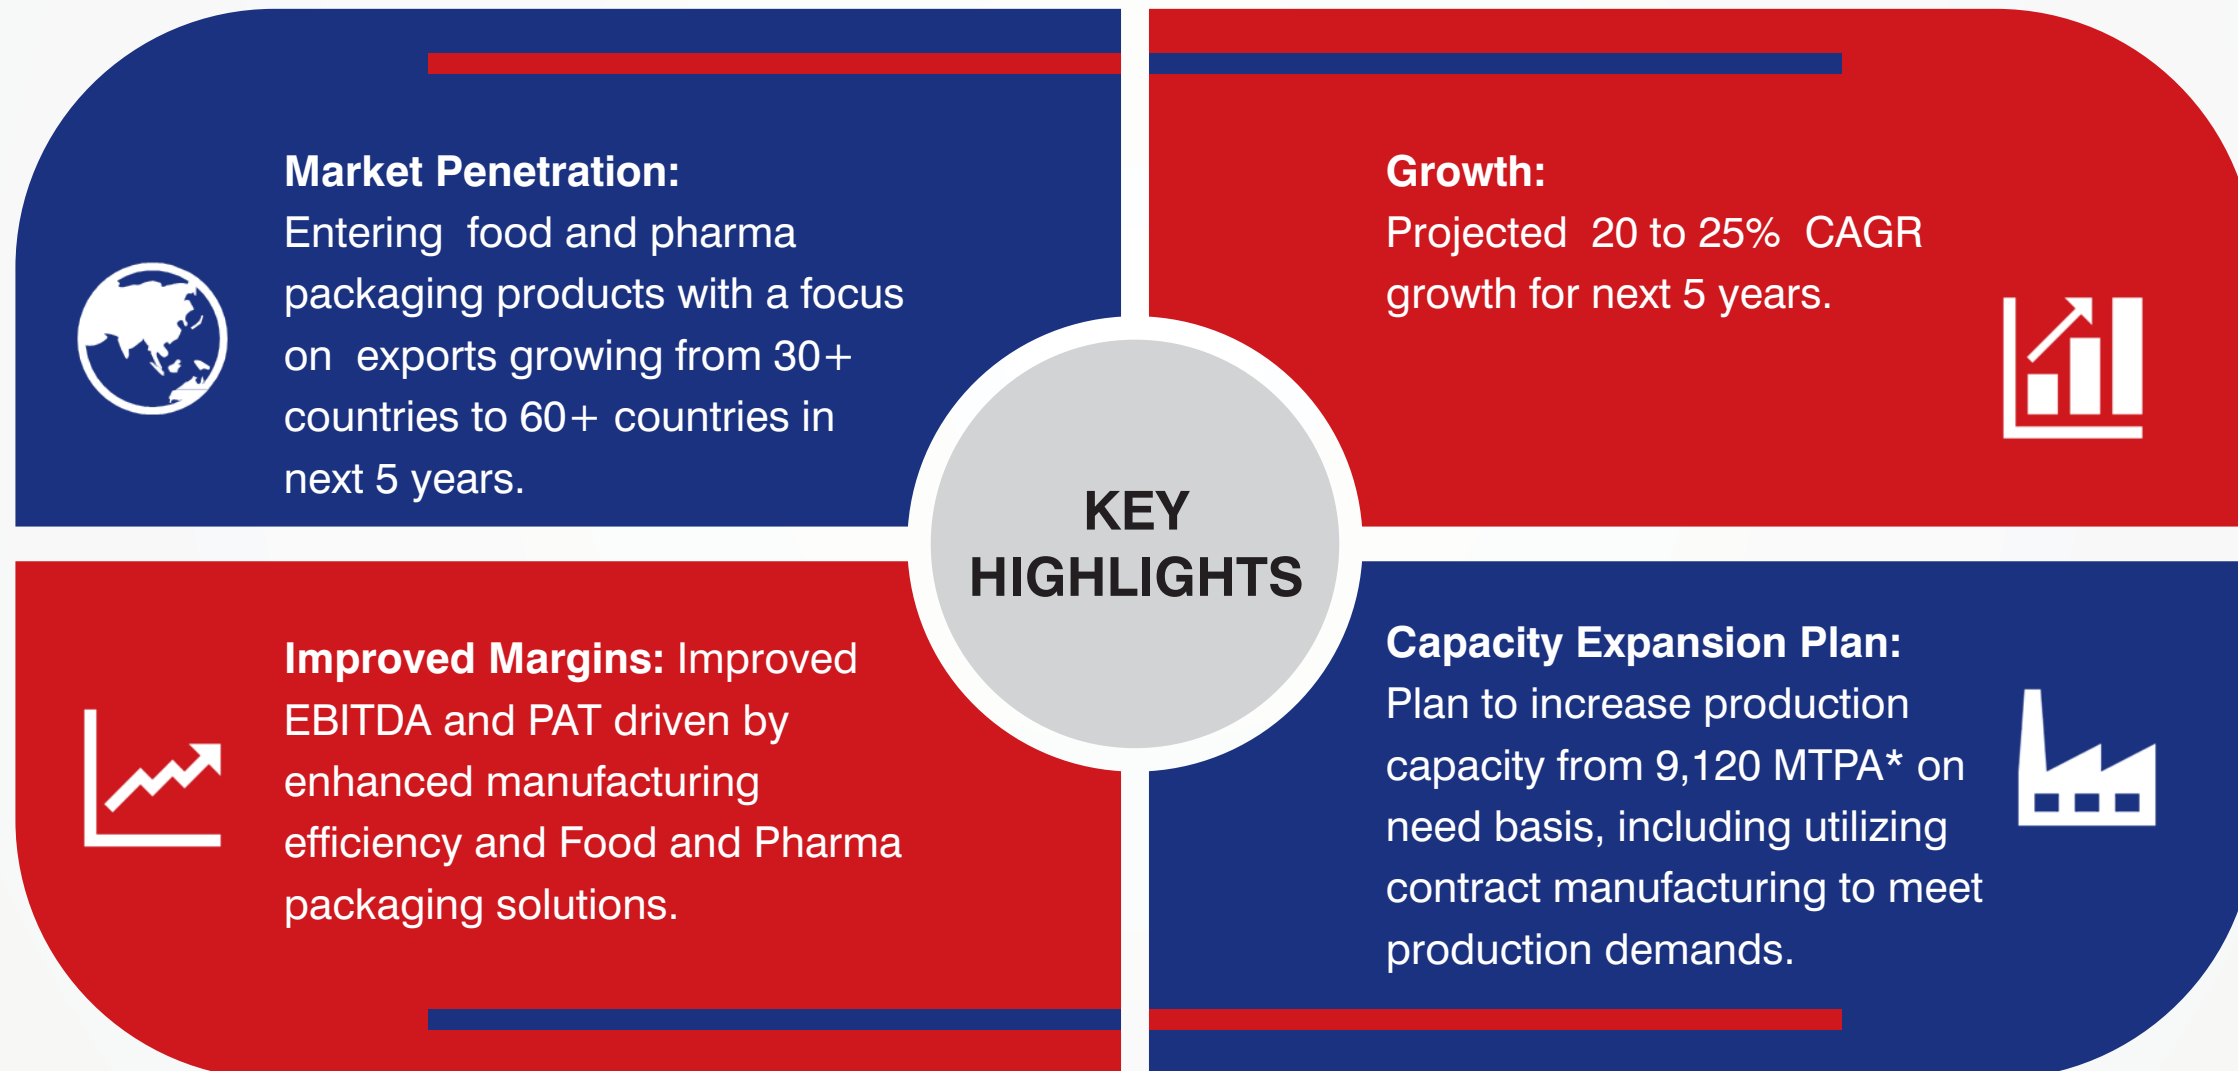 Market Penetration:
Entering food and pharma
packaging products with a focus
on exports growing from 30+
countries to 60+ countries in
next 5 years.
Growth:
Projected 20 to 25% CAGR
growth for next 5 years.
KEY
HIGHLIGHTS
Improved Margins: Improved
EBITDA and PAT driven by
enhanced manufacturing
efficiency and Food and Pharma
packaging solutions.
Capacity Expansion Plan:
Plan to increase production
capacity from 9,120 MTPA* on
need basis, including utilizing
contract manufacturing to meet
production demands.